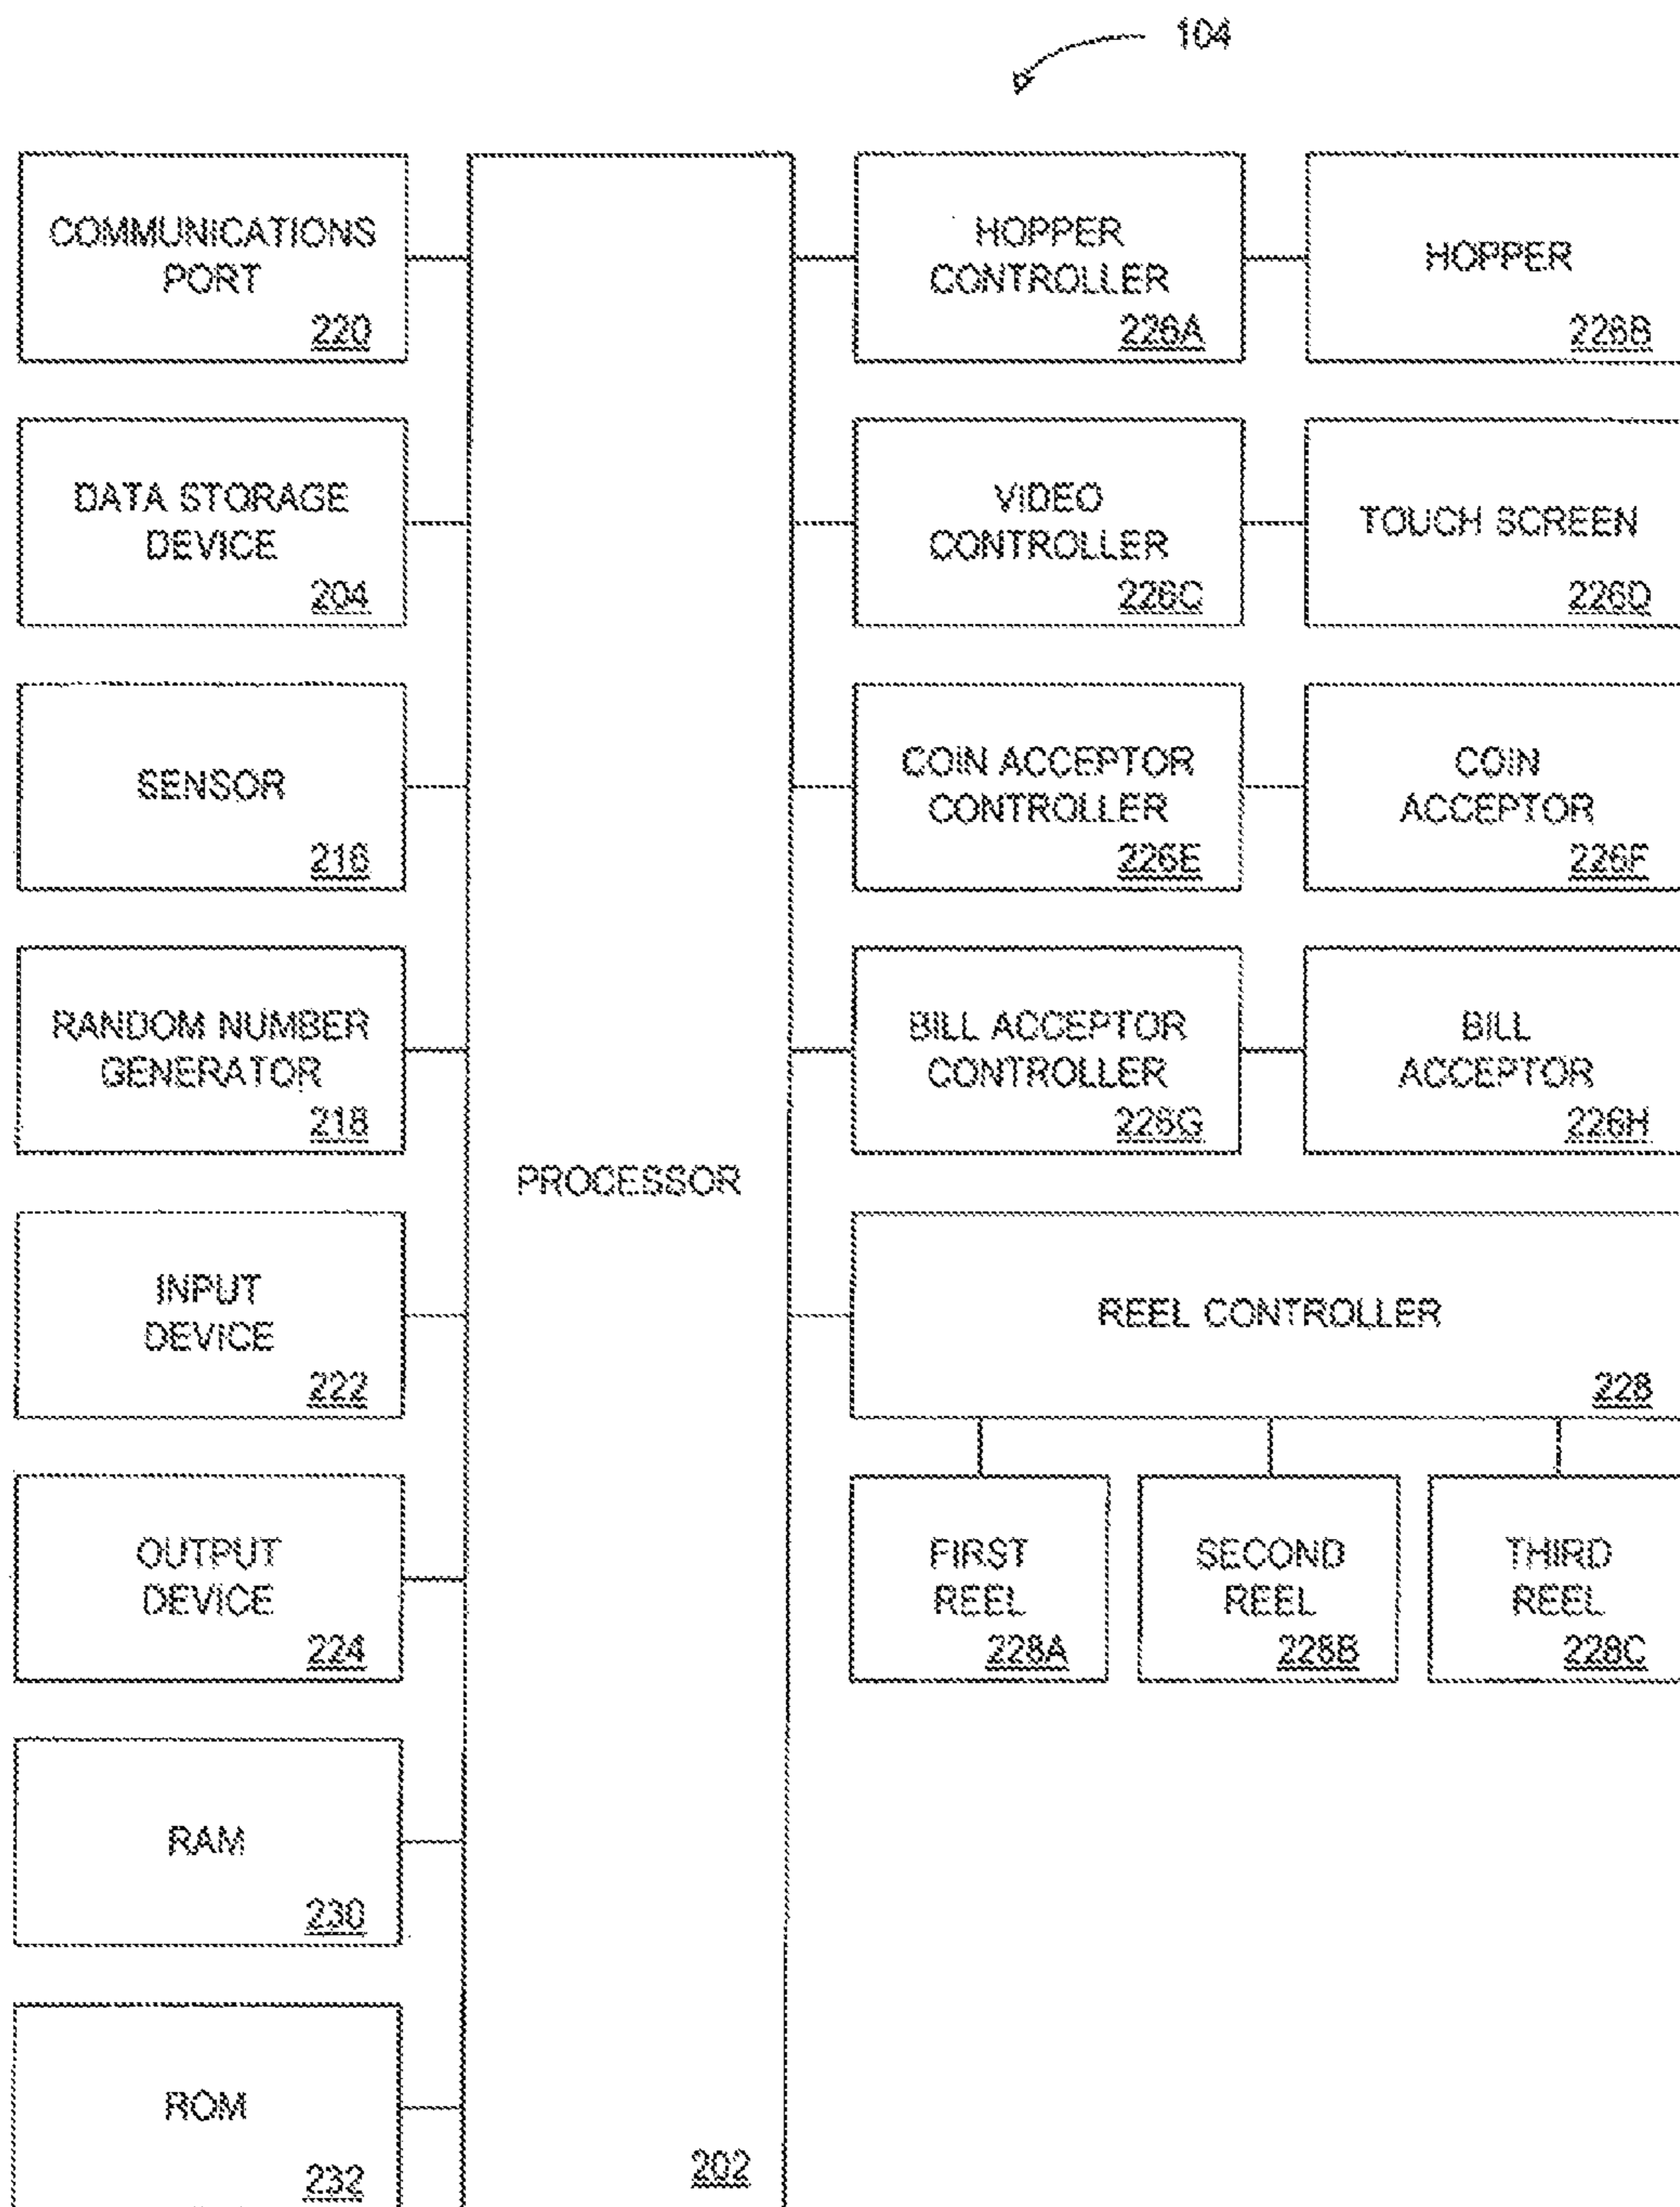 104
COMMUNICATIONS
PORT
220
DATA STORAGE
DEVICE
204
SENSOR
216
RANDOM NUMBER
GENERATOR
218
INPUT
DEVICE
222
OUTPUT
DEVICE
224
RAM
230
ROM
232
PROCESSOR
202
HOPPER
CONTROLLER
226A
HOPPER
226B
VIDEO
CONTROLLER
226C
TOUCH SCREEN
226D
COIN ACCEPTOR
CONTROLLER
226E
COIN
ACCEPTOR
226F
BILL ACCEPTOR
CONTROLLER
226G
BILL
ACCEPTOR
226H
REEL CONTROLLER
228
FIRST
REEL
228A
SECOND
REEL
228B
THIRD
REEL
228C